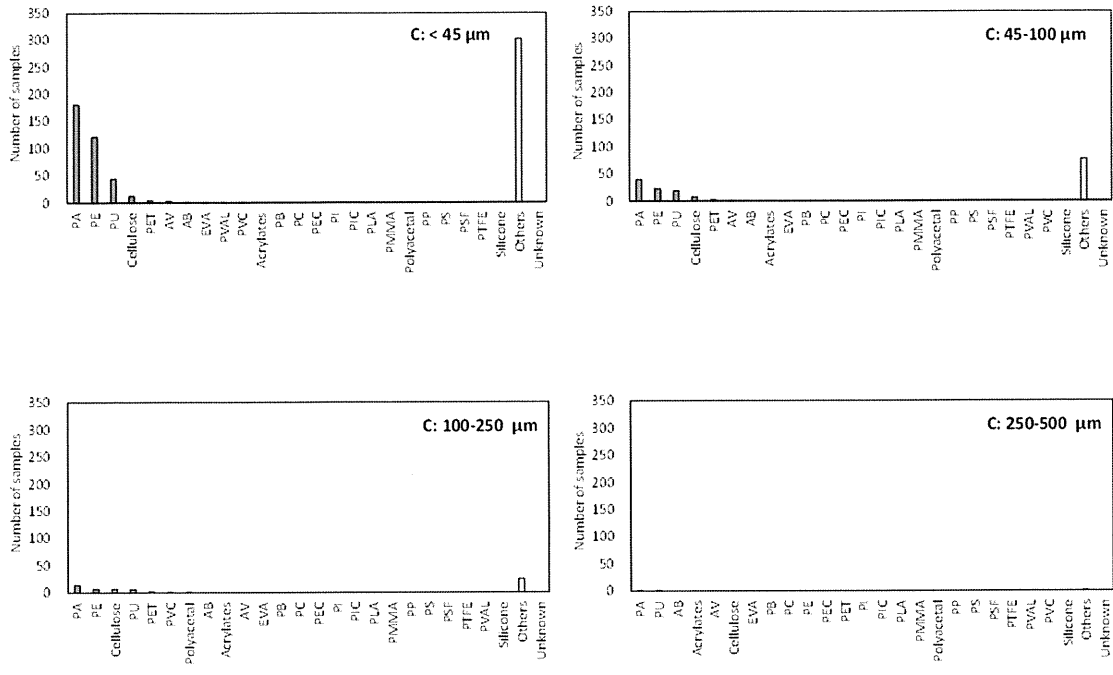 C: < 45 µm
Number of samples
350
300
250
200
150
100
50
0
PA
PE
PU
Cellulose
PET
AV
AB
EVA
PVAL
PVC
Acrylates
PB
PC
PEC
PI
PIC
PLA
PMMA
Polyacetal
PP
PS
PSF
PTFE
Silicone
Others
Unknown
C: 45-100 µm
Number of samples
350
300
250
200
150
100
50
0
PA
PE
PU
Cellulose
PET
AV
AB
Acrylates
EVA
PB
PC
PEC
PI
PIC
PLA
PMMA
Polyacetal
PP
PS
PSF
PTFE
PVAL
PVC
Silicone
Others
Unknown
C: 100-250 µm
Number of samples
350
300
250
200
150
100
50
0
PA
PE
Cellulose
PU
PET
PVC
Polyacetal
AB
Acrylates
AV
EVA
PB
PC
PEC
PI
PIC
PLA
PMMA
PP
PS
PSF
PTFE
PVAL
Silicone
Others
Unknown
C: 250-500 µm
Number of samples
350
300
250
200
150
100
50
0
PA
PU
AB
Acrylates
AV
Cellulose
EVA
PB
PC
PE
PEC
PET
PI
PIC
PLA
PMMA
Polyacetal
PP
PS
PSF
PTFE
PVAL
PVC
Silicone
Others
Unknown